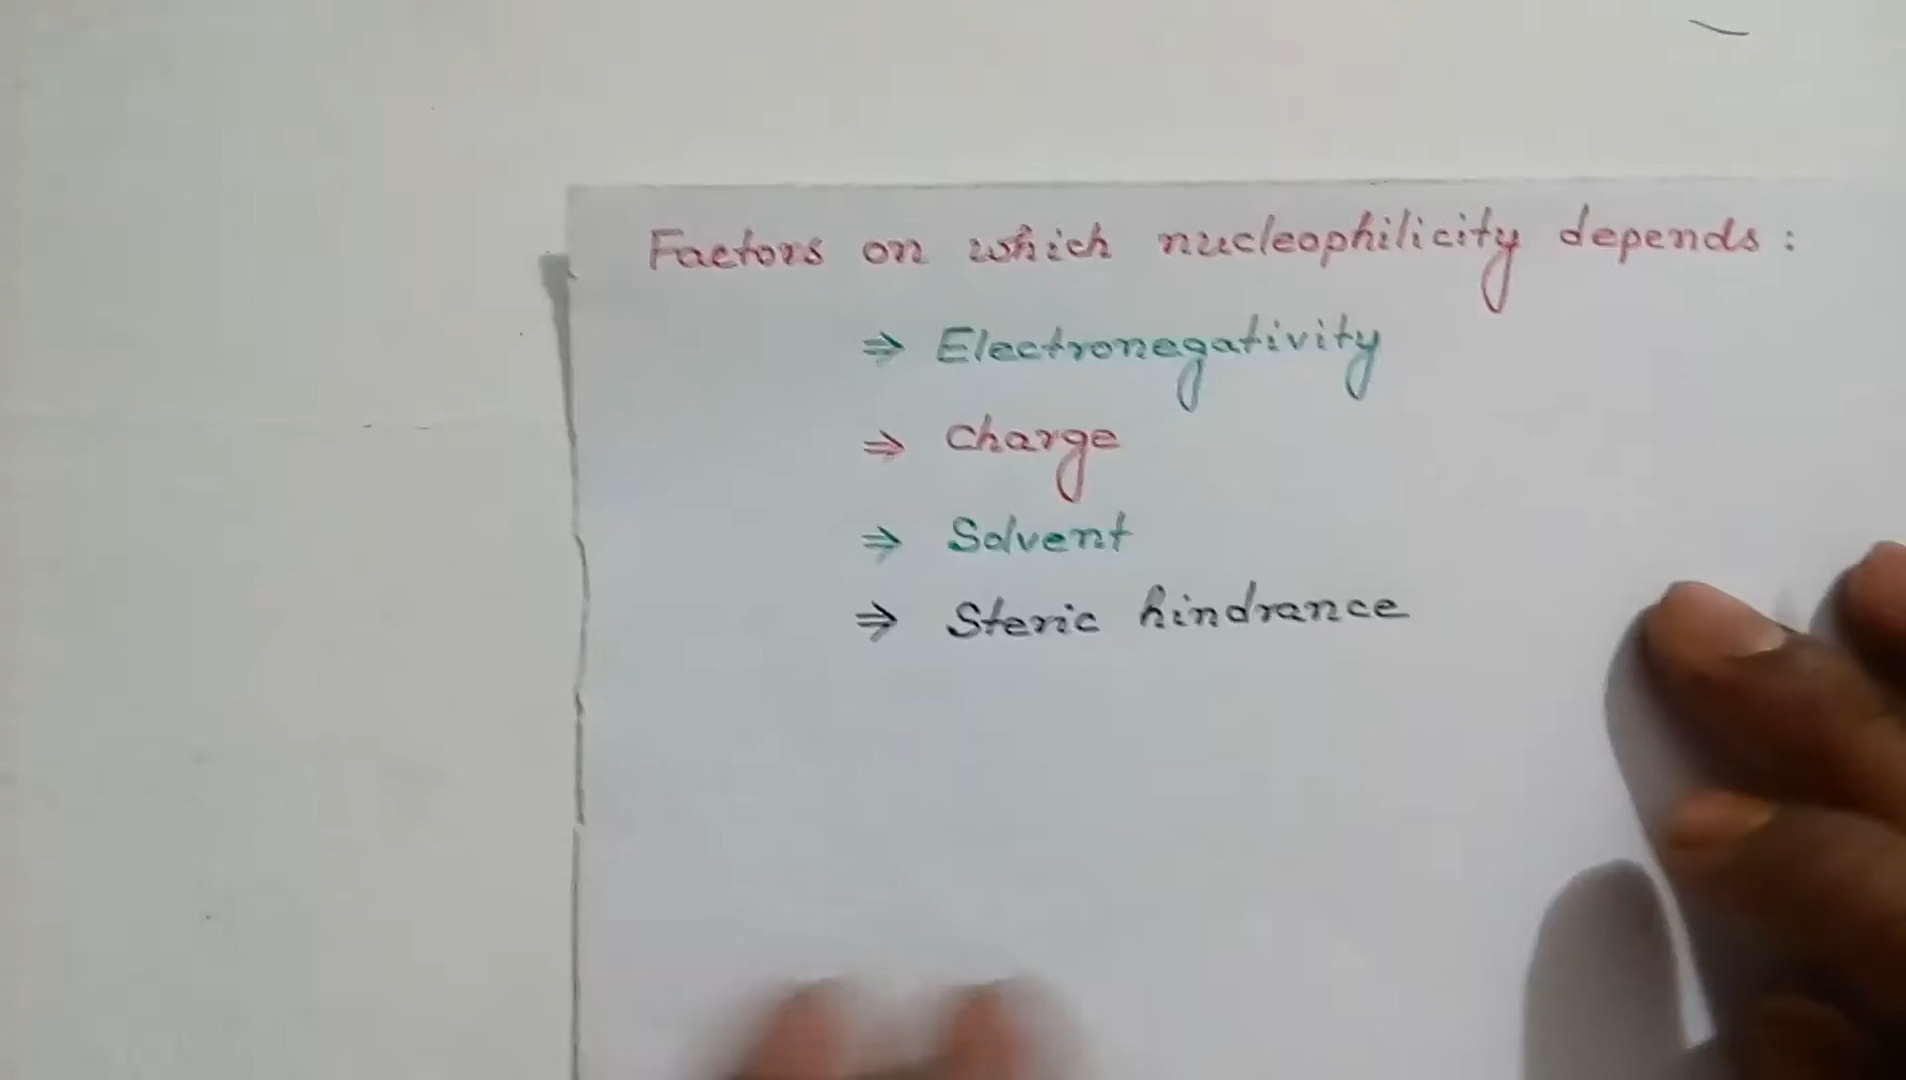 Factors on which nucleophilicity depends :
⇒ Electronegativity
⇒ Charge
⇒ Solvent
⇒ Steric hindrance